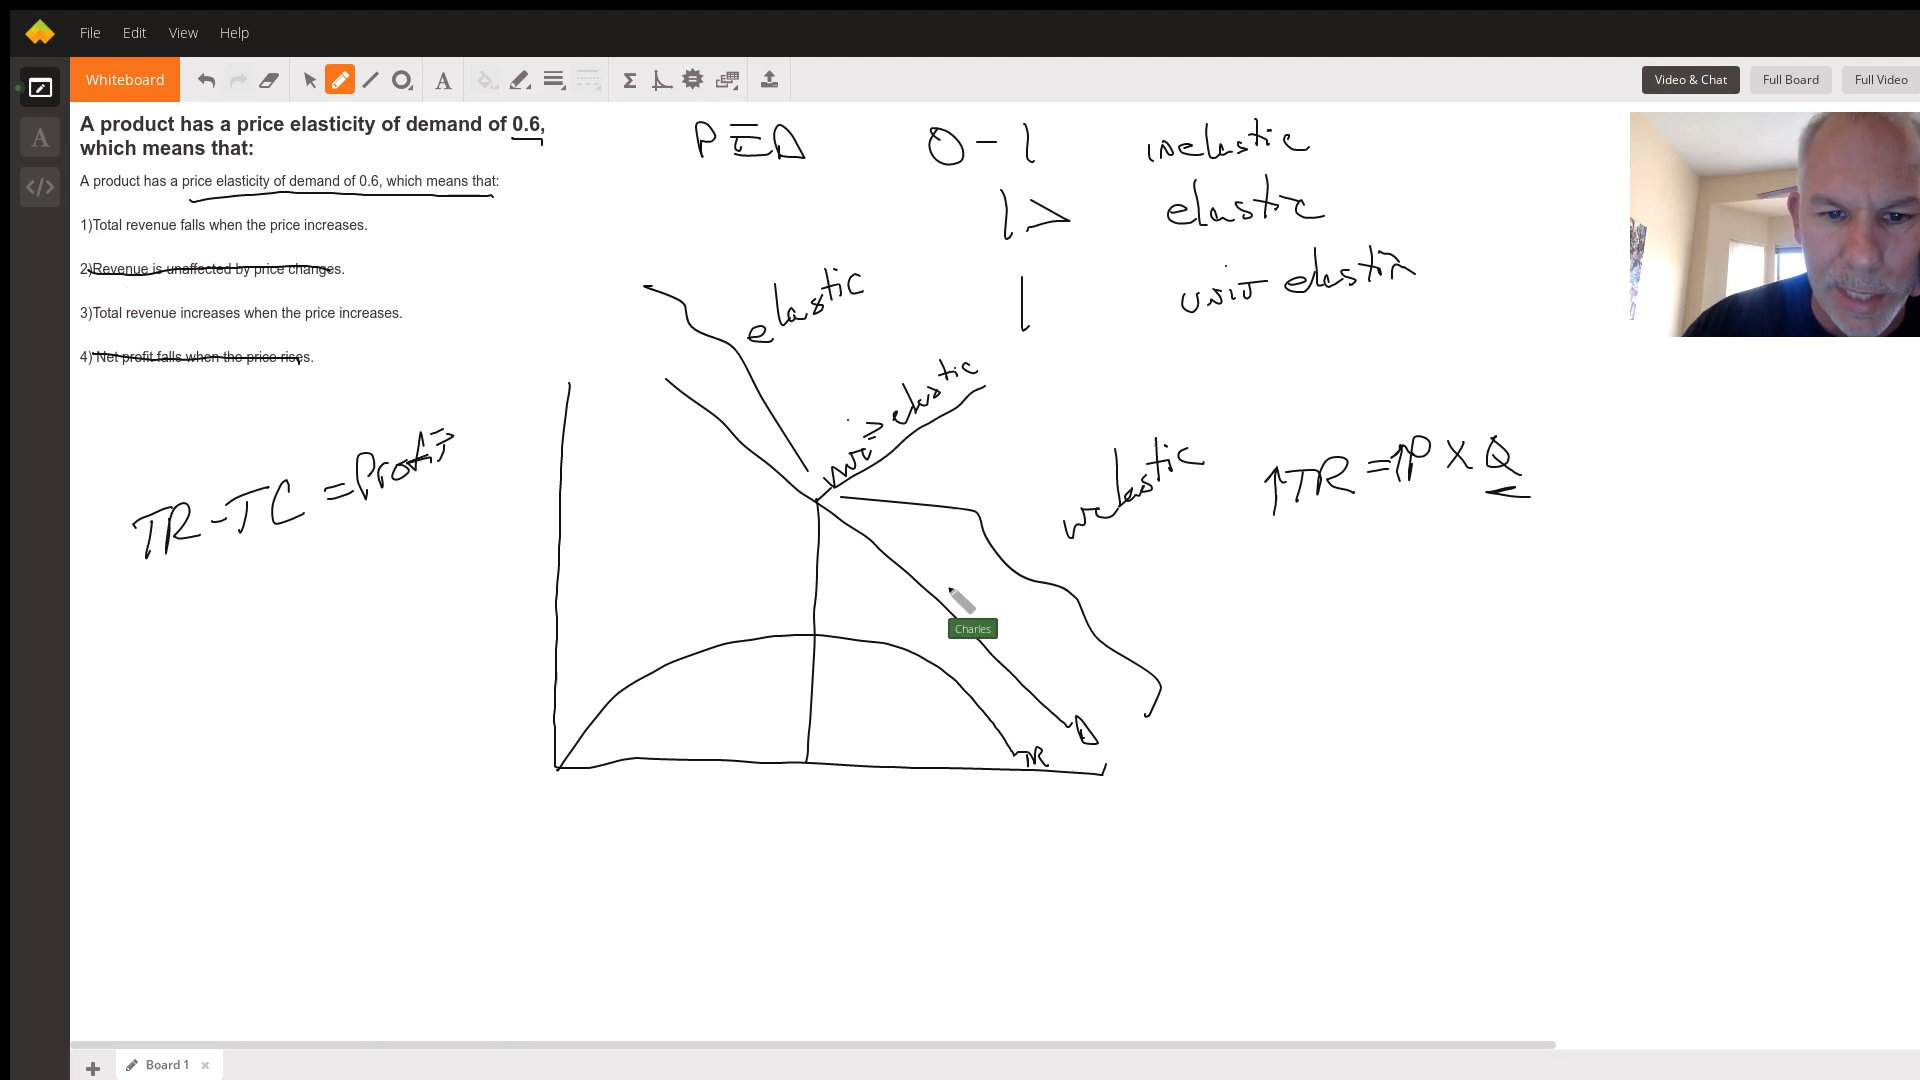 File Edit View Help
Whiteboard
A
Σ
Video & Chat Full Board Full Video
A product has a price elasticity of demand of 0.6,
which means that:
A product has a price elasticity of demand of 0.6, which means that:
1)Total revenue falls when the price increases.
2)Revenue is unaffected by price changes.
3)Total revenue increases when the price increases.
4) Net profit falls when the price rises.
PED 0 - 1 inelastic
1 > elastic
1 unit elastic
elastic
elastic
inelastic
TR - TC = Profit
↑TR = ↑P X Q
Charles
D
TR
Board 1